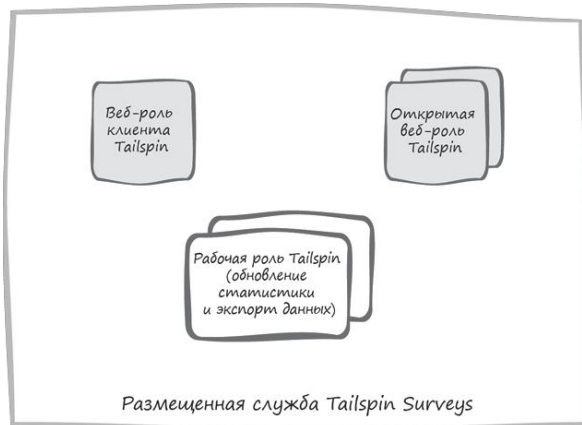 Веб-роль
клиента
Tailspin
Открытая
веб-роль
Tailspin
Рабочая роль Tailspin
(обновление
статистики
и экспорт данных)
Размещенная служба Tailspin Surveys